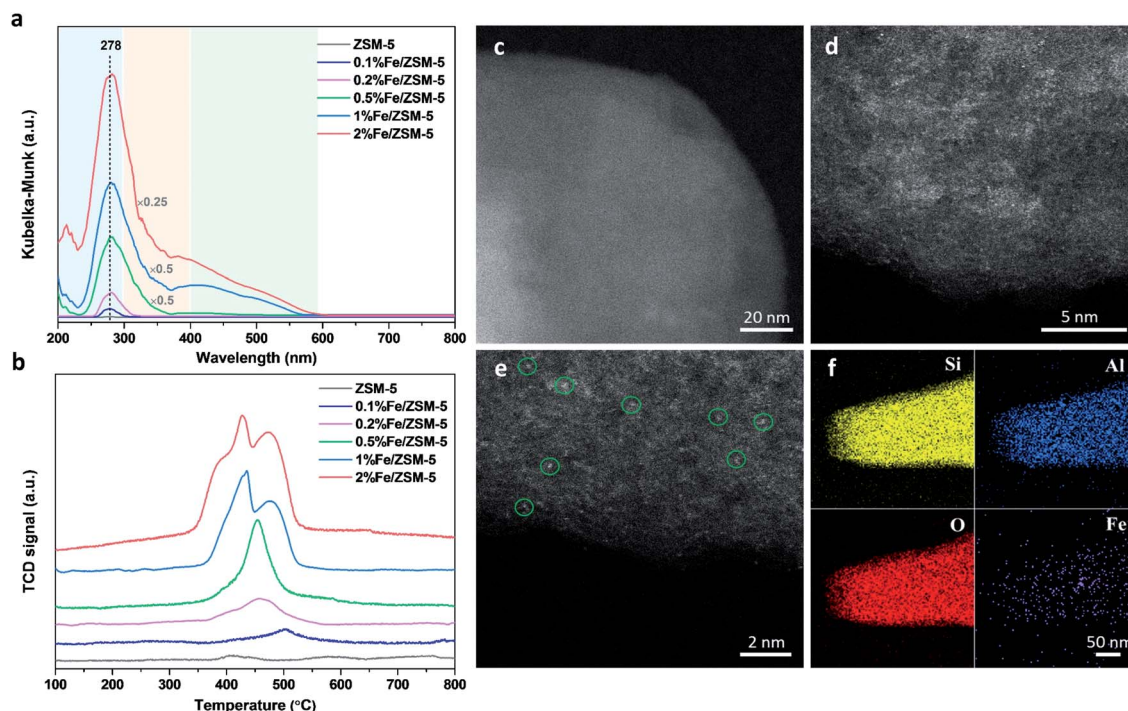 a
278
ZSM-5
0.1%Fe/ZSM-5
0.2%Fe/ZSM-5
0.5%Fe/ZSM-5
1%Fe/ZSM-5
2%Fe/ZSM-5
×0.25
×0.5
×0.5
Kubelka-Munk (a.u.)
200 300 400 500 600 700 800
Wavelength (nm)
b
ZSM-5
0.1%Fe/ZSM-5
0.2%Fe/ZSM-5
0.5%Fe/ZSM-5
1%Fe/ZSM-5
2%Fe/ZSM-5
TCD signal (a.u.)
100 200 300 400 500 600 700 800
Temperature (°C)
c
20 nm
d
5 nm
e
2 nm
f
Si
Al
O
Fe
50 nm